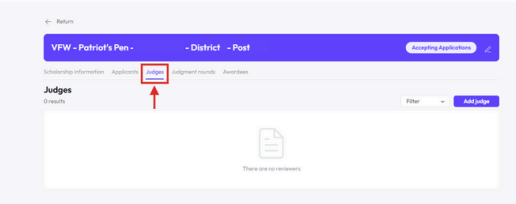 ← Return
VFW - Patriot's Pen - - District - Post
Accepting Applications
Scholarship information Applicants Judges Judgment rounds Awardees
Judges
0 results
Filter
Add judge
There are no reviewers